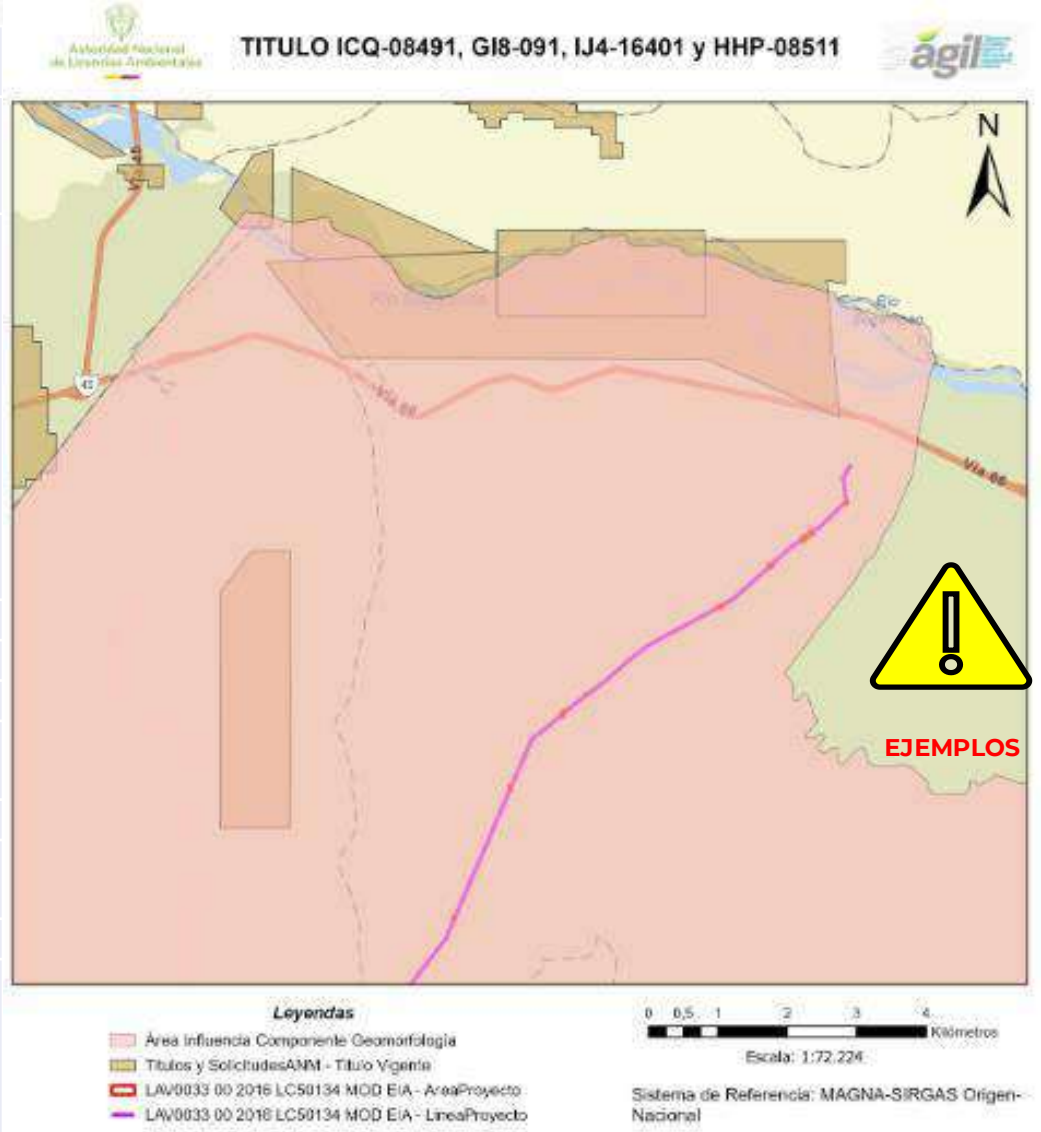 Autoridad Nacional
de Licencias Ambientales
TITULO ICQ-08491, GI8-091, IJ4-16401 y HHP-08511
ágil
N
45
Vía 66
Río
Vía 66
EJEMPLOS
Leyendas
Área Influencia Componente Geomorfología
Títulos y SolicitudesANM - Título Vigente
LAV0033 00 2016 LC50134 MOD EIA - AreaProyecto
LAV0033 00 2016 LC50134 MOD EIA - LineaProyecto
0 0,5 1 2 3 4
Kilómetros
Escala: 1:72.224
Sistema de Referencia: MAGNA-SIRGAS Origen-
Nacional